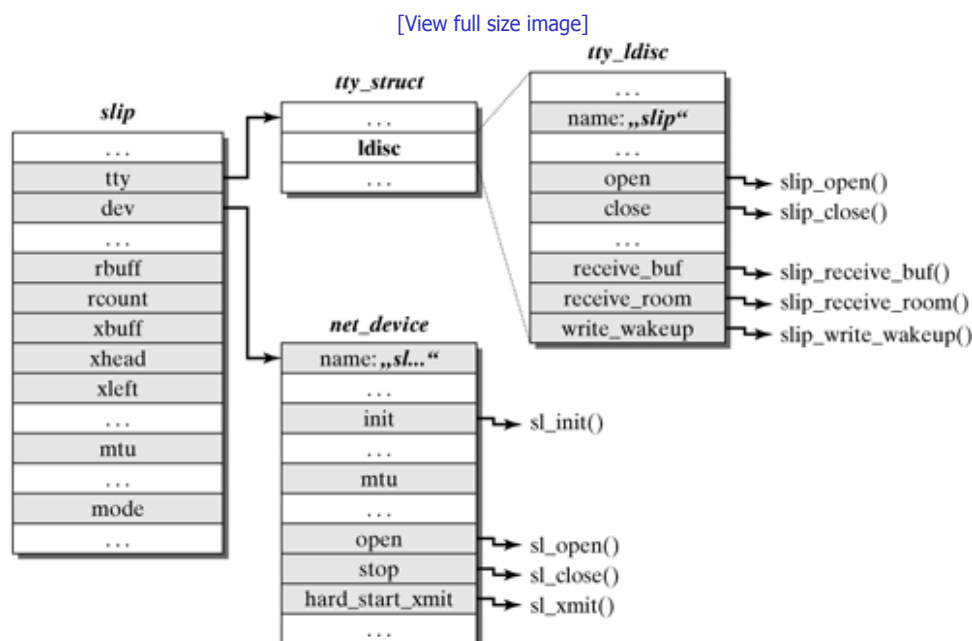 [View full size image]
slip
. . .
tty
dev
. . .
rbuff
rcount
xbuff
xhead
xleft
. . .
mtu
. . .
mode
. . .
tty_struct
. . .
ldisc
. . .
tty_ldisc
. . .
name: „slip“
. . .
open
close
. . .
receive_buf
receive_room
write_wakeup
slip_open()
slip_close()
slip_receive_buf()
slip_receive_room()
slip_write_wakeup()
net_device
name: „sl...“
. . .
init
. . .
mtu
. . .
open
stop
hard_start_xmit
. . .
sl_init()
sl_open()
sl_close()
sl_xmit()